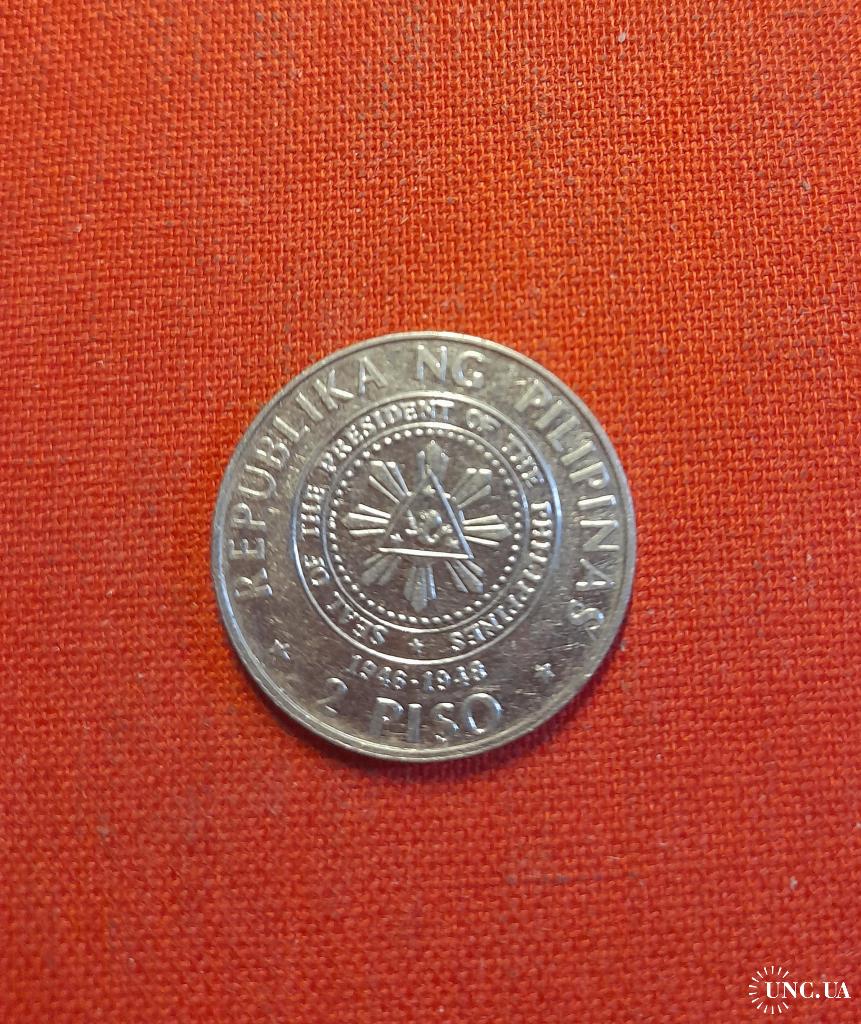 REPUBLIKA NG PILIPINAS
SEAL OF THE PRESIDENT OF THE PHILIPPINES
1946-1948
2 PISO
UNC.UA